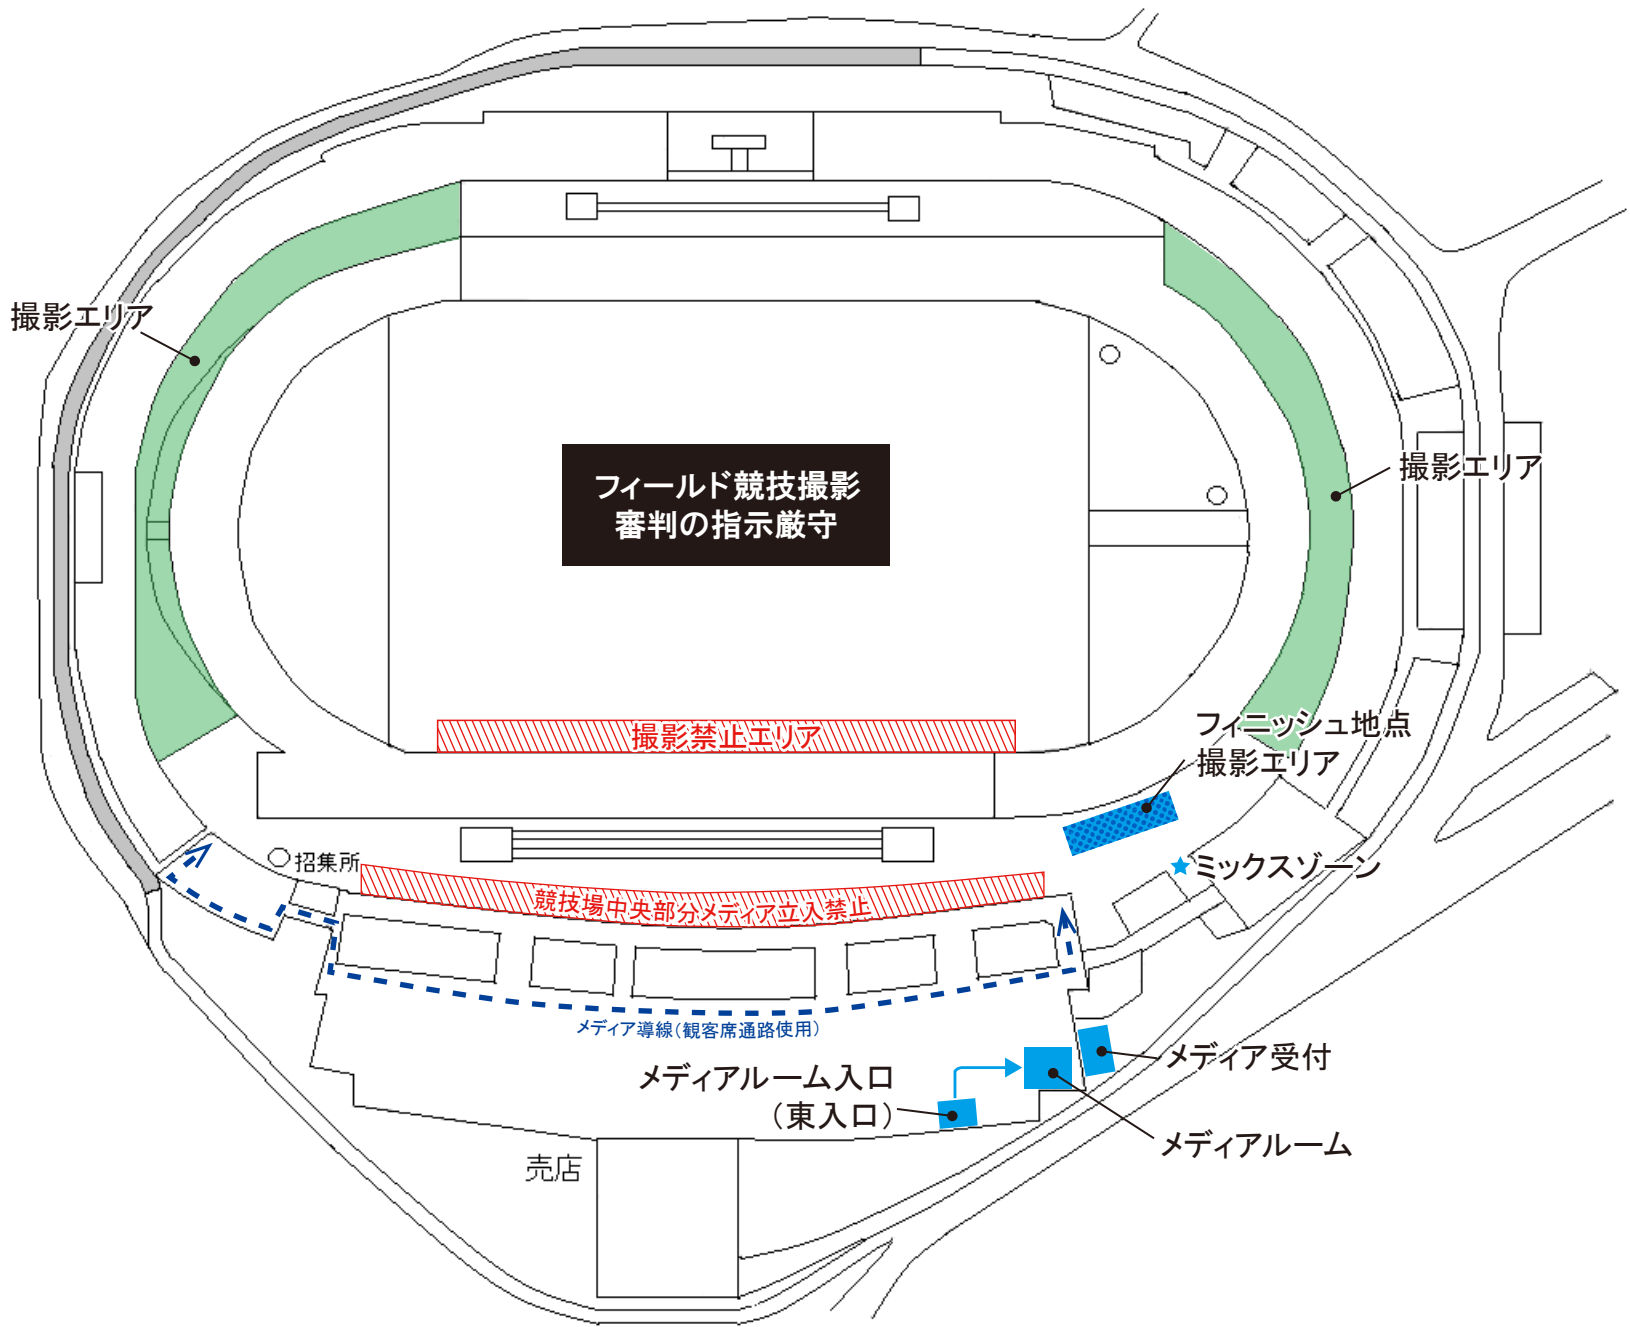 撮影エリア
フィールド競技撮影
審判の指示厳守
撮影エリア
撮影禁止エリア
フィニッシュ地点
撮影エリア
招集所
ミックスゾーン
競技場中央部分メディア立入禁止
メディア導線(観客席通路使用)
メディアルーム入口
(東入口)
メディア受付
メディアルーム
売店